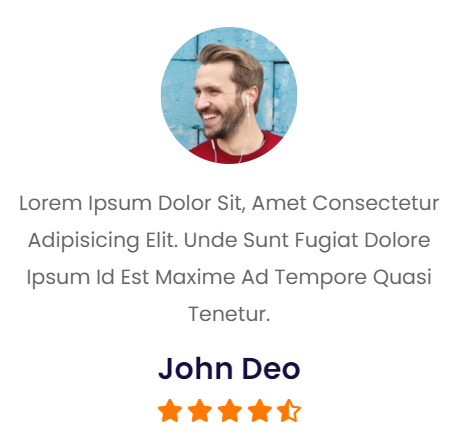 Lorem Ipsum Dolor Sit, Amet Consectetur
Adipisicing Elit. Unde Sunt Fugiat Dolore
Ipsum Id Est Maxime Ad Tempore Quasi
Tenetur.
John Deo